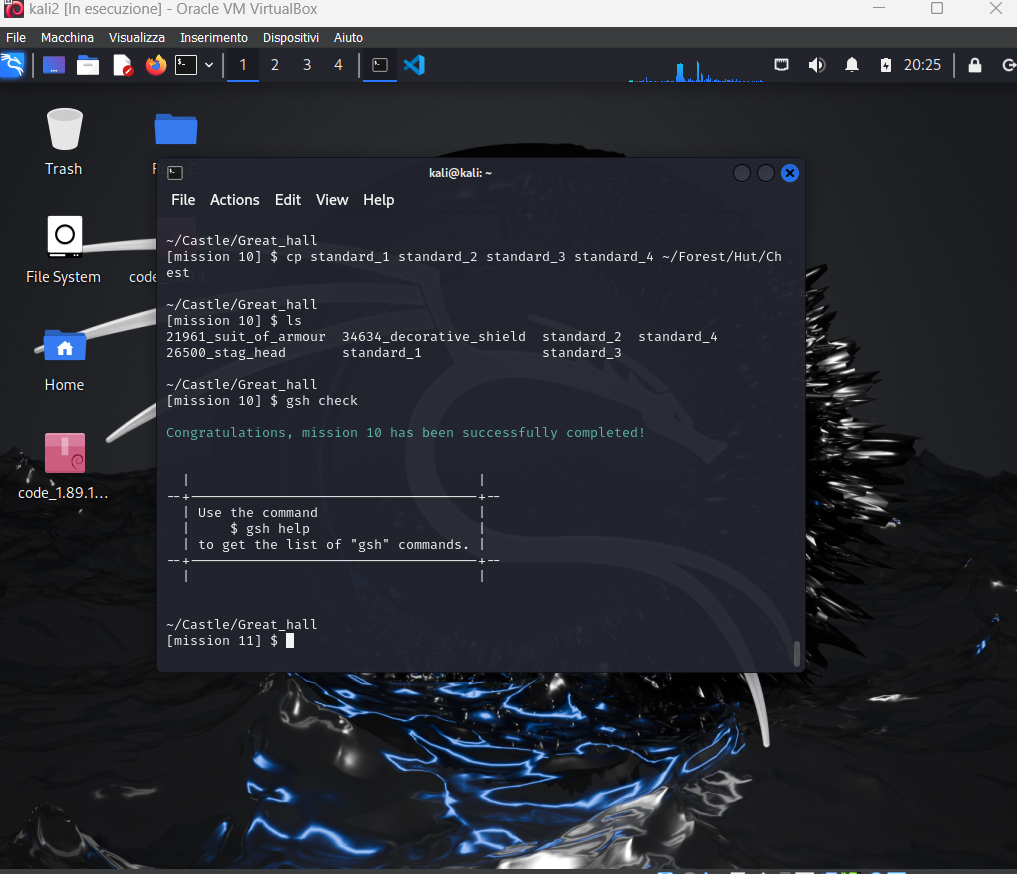 kali2 [In esecuzione] - Oracle VM VirtualBox
File Macchina Visualizza Inserimento Dispositivi Aiuto
1 2 3 4 20:25
Trash
File System
Home
code_1.89.1...
kali@kali: ~
File Actions Edit View Help
~/Castle/Great_hall
[mission 10] $ cp standard_1 standard_2 standard_3 standard_4 ~/Forest/Hut/Ch
est
~/Castle/Great_hall
[mission 10] $ ls
21961_suit_of_armour 34634_decorative_shield standard_2 standard_4
26500_stag_head standard_1 standard_3
~/Castle/Great_hall
[mission 10] $ gsh check
Congratulations, mission 10 has been successfully completed!
Use the command
$ gsh help
to get the list of "gsh" commands.
~/Castle/Great_hall
[mission 11] $